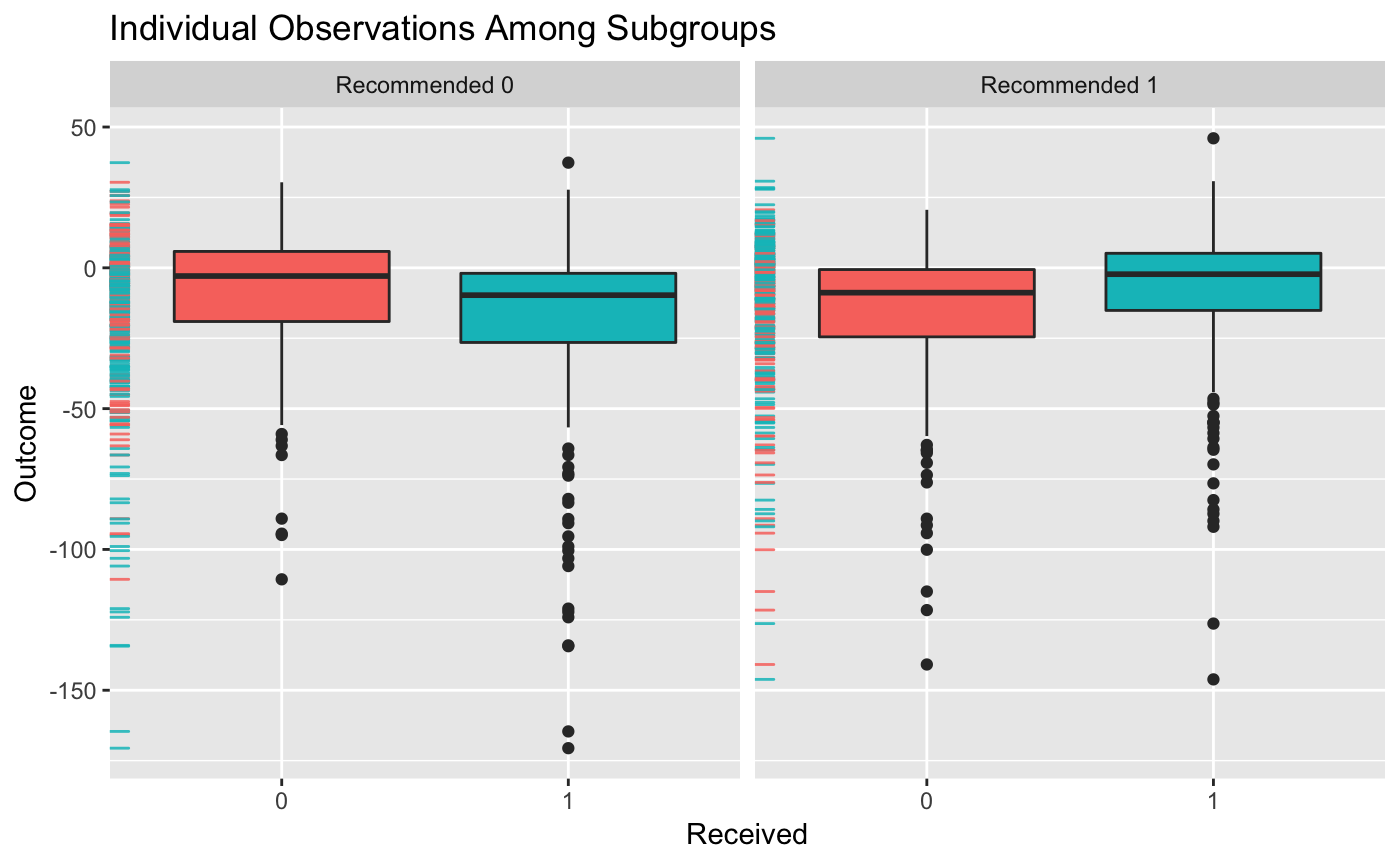 Individual Observations Among Subgroups
Recommended 0
Recommended 1
50
0
-50
-100
-150
Outcome
0
1
0
1
Received